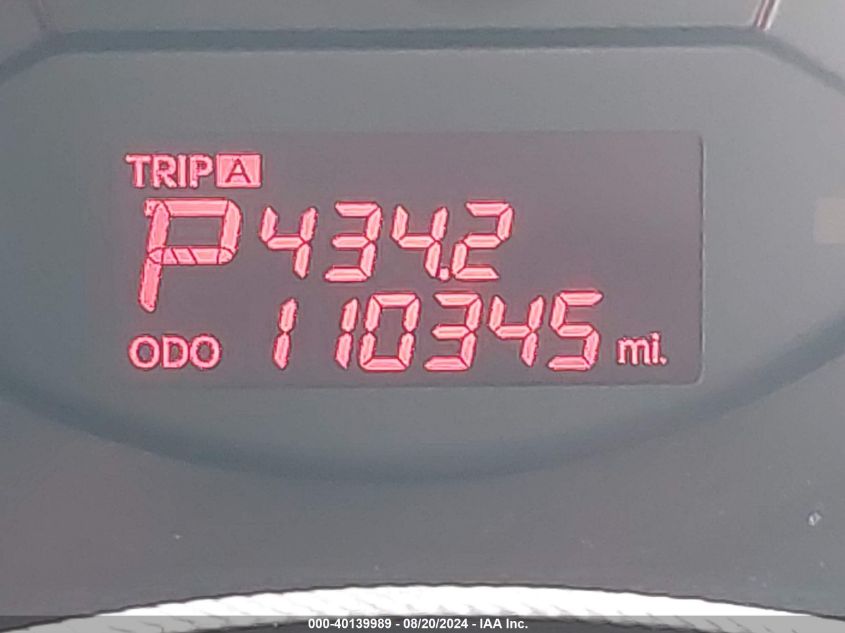 TRIP A
P 434.2
ODO 110345 mi.
000-40139989 - 08/20/2024 - IAA Inc.